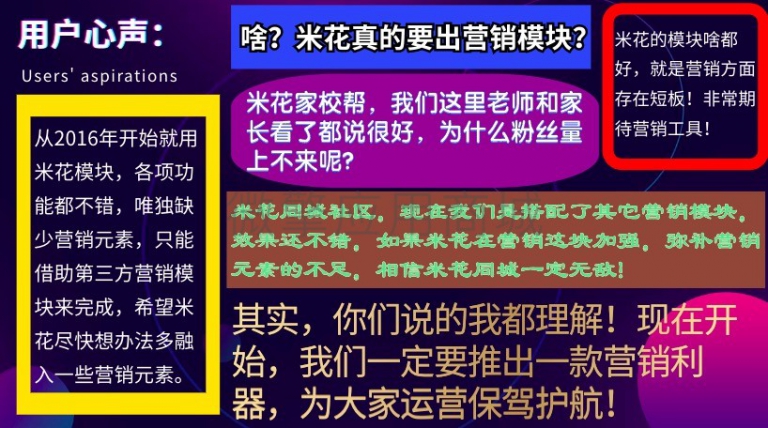 用户心声：
Users' aspirations
从2016年开始就用
米花模块，各项功
能都不错，唯独缺
少营销元素，只能
借助第三方营销模
块来完成，希望米
花尽快想办法多融
入一些营销元素。
啥？米花真的要出营销模块？
米花的模块啥都
好，就是营销方面
存在短板！非常期
待营销工具！
米花家校帮，我们这里老师和家
长看了都说很好，为什么粉丝量
上不来呢？
米花同城社区，现在我们是搭配了其它营销模块，
效果还不错，如果米花在营销这块加强，弥补营销
元素的不足，相信米花同城一定无敌！
其实，你们说的我都理解！现在开
始，我们一定要推出一款营销利
器，为大家运营保驾护航！